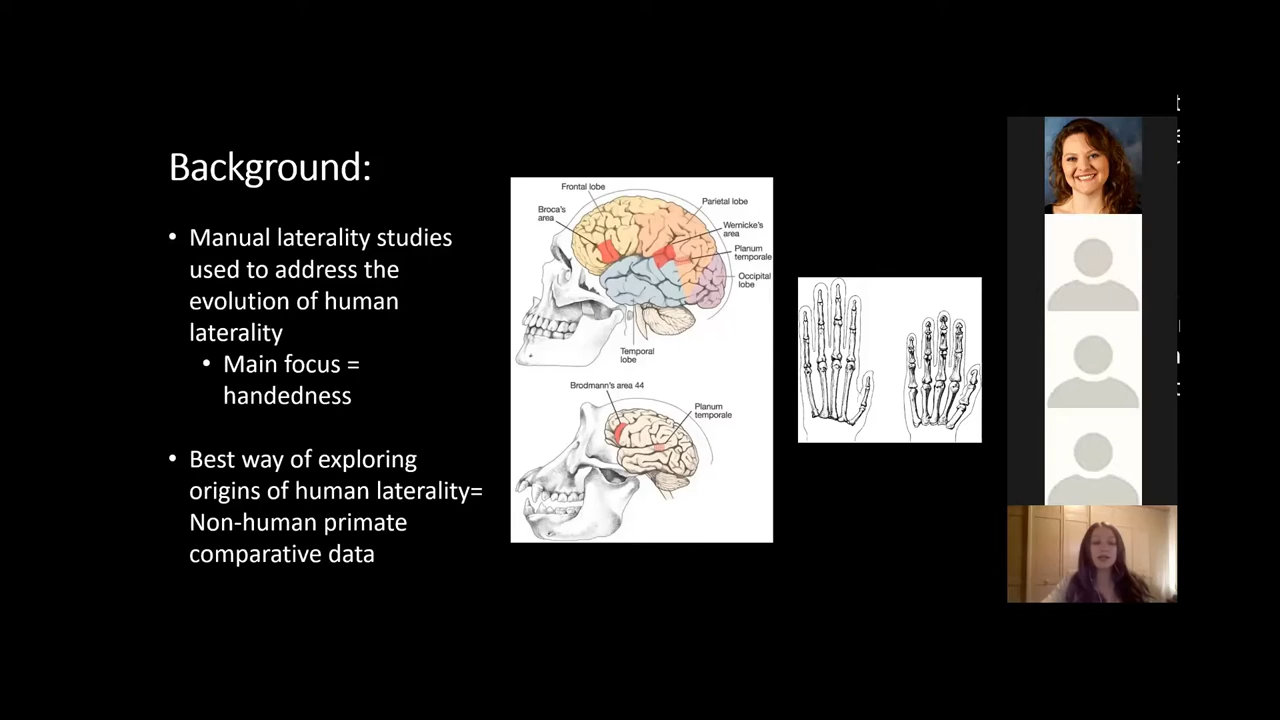 Background:
• Manual laterality studies
used to address the
evolution of human
laterality
• Main focus =
handedness
• Best way of exploring
origins of human laterality=
Non-human primate
comparative data
Frontal lobe
Broca's
area
Parietal lobe
Wernicke's
area
Planum
temporale
Occipital
lobe
Temporal
lobe
Brodmann's area 44
Planum
temporale